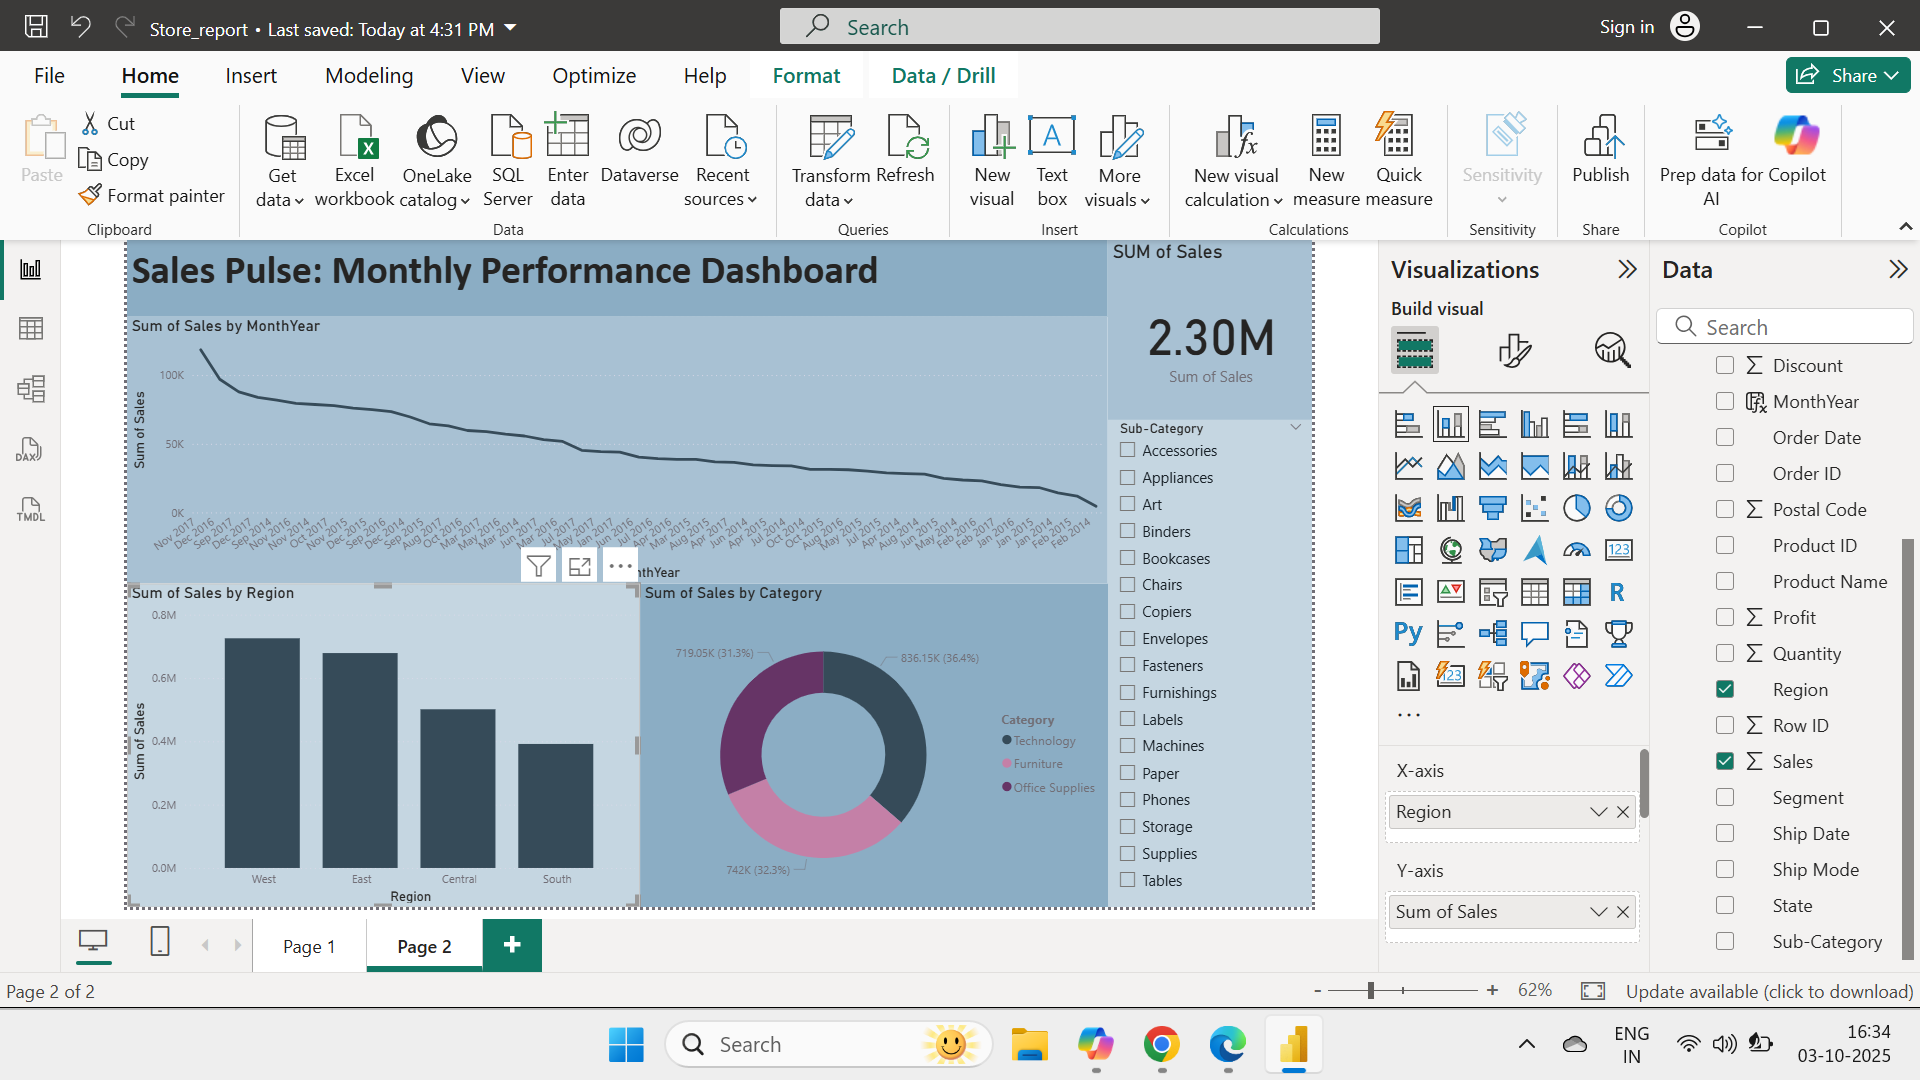 Store_report • Last saved: Today at 4:31 PM
Search
Sign in
File
Home
Insert
Modeling
View
Optimize
Help
Format
Data / Drill
Share
Paste
Cut
Copy
Format painter
Clipboard
Get data
Excel workbook
OneLake catalog
SQL Server
Enter data
Dataverse
Recent sources
Data
Transform data
Refresh
Queries
New visual
Text box
More visuals
Insert
New visual calculation
New measure
Quick measure
Calculations
Sensitivity
Sensitivity
Publish
Share
Prep data for AI
Copilot
Copilot
DAX
TMDL
Sales Pulse: Monthly Performance Dashboard
Sum of Sales by MonthYear
Sum of Sales
100K
50K
0K
Nov 2017
Dec 2016
Sep 2017
Dec 2017
Sep 2014
Nov 2016
Nov 2014
Oct 2017
Nov 2015
Dec 2015
Sep 2016
Sep 2015
Dec 2014
Aug 2017
Oct 2016
Mar 2017
May 2016
Mar 2014
Jun 2017
Mar 2016
Jul 2017
May 2017
Jan 2017
Jun 2016
Jul 2016
Apr 2016
Mar 2015
Aug 2015
Apr 2017
Jun 2014
Apr 2015
Jul 2014
Oct 2014
Oct 2015
Aug 2016
May 2015
Jul 2015
Apr 2014
Aug 2014
Jun 2015
May 2014
Feb 2016
Feb 2017
Jan 2016
Jan 2015
Jan 2014
Feb 2015
Feb 2014
nthYear
SUM of Sales
2.30M
Sum of Sales
Sub-Category
Accessories
Appliances
Art
Binders
Bookcases
Chairs
Copiers
Envelopes
Fasteners
Furnishings
Labels
Machines
Paper
Phones
Storage
Supplies
Tables
Sum of Sales by Region
Sum of Sales
0.8M
0.6M
0.4M
0.2M
0.0M
West
East
Central
South
Region
Sum of Sales by Category
719.05K (31.3%)
836.15K (36.4%)
742K (32.3%)
Category
Technology
Furniture
Office Supplies
Visualizations
Build visual
123
R
Py
123
X-axis
Region
Y-axis
Sum of Sales
Data
Search
Discount
MonthYear
Order Date
Order ID
Postal Code
Product ID
Product Name
Profit
Quantity
Region
Row ID
Sales
Segment
Ship Date
Ship Mode
State
Sub-Category
Page 1
Page 2
Page 2 of 2
62%
Update available (click to download)
Search
ENG
IN
16:34
03-10-2025